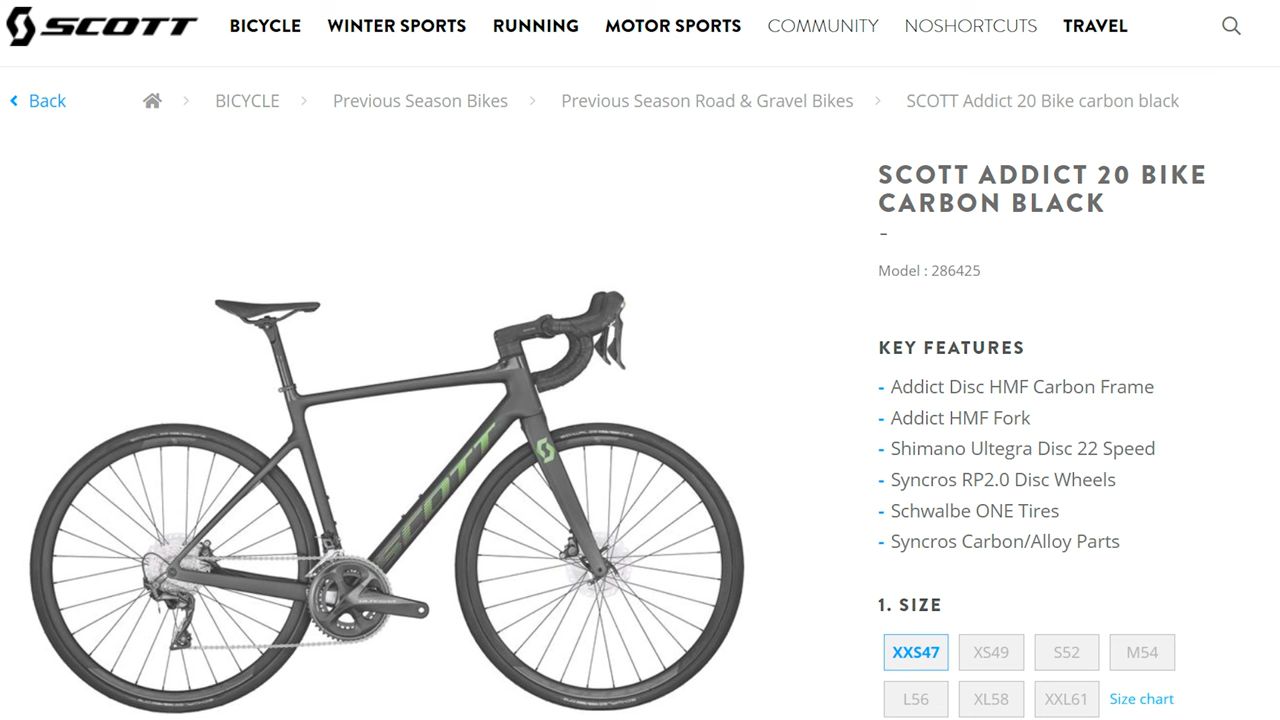 SCOTT
BICYCLE WINTER SPORTS RUNNING MOTOR SPORTS COMMUNITY NOSHORTCUTS TRAVEL
Back
BICYCLE > Previous Season Bikes > Previous Season Road & Gravel Bikes > SCOTT Addict 20 Bike carbon black
SCOTT ADDICT 20 BIKE
CARBON BLACK
-
Model : 286425
KEY FEATURES
- Addict Disc HMF Carbon Frame
- Addict HMF Fork
- Shimano Ultegra Disc 22 Speed
- Syncros RP2.0 Disc Wheels
- Schwalbe ONE Tires
- Syncros Carbon/Alloy Parts
1. SIZE
XXS47 XS49 S52 M54
L56 XL58 XXL61 Size chart
SCOTT
ULTEGRA